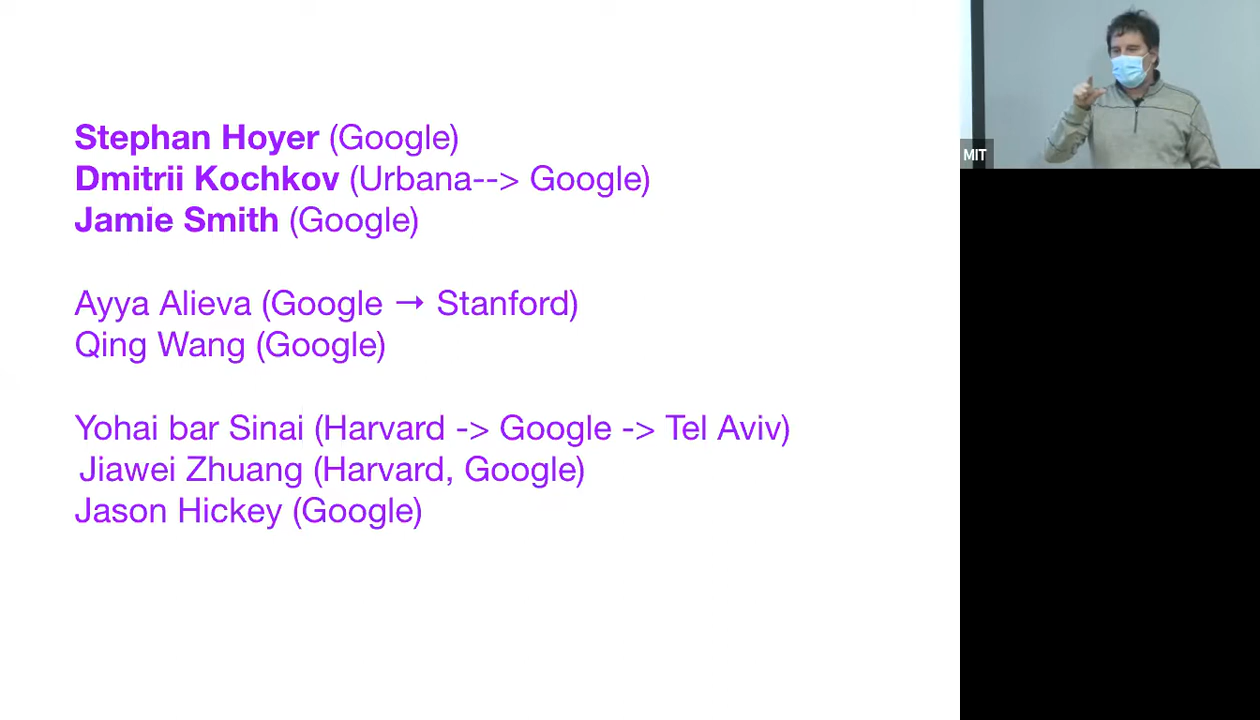 Stephan Hoyer (Google)
Dmitrii Kochkov (Urbana--> Google)
Jamie Smith (Google)
Ayya Alieva (Google → Stanford)
Qing Wang (Google)
Yohai bar Sinai (Harvard -> Google -> Tel Aviv)
Jiawei Zhuang (Harvard, Google)
Jason Hickey (Google)
MIT